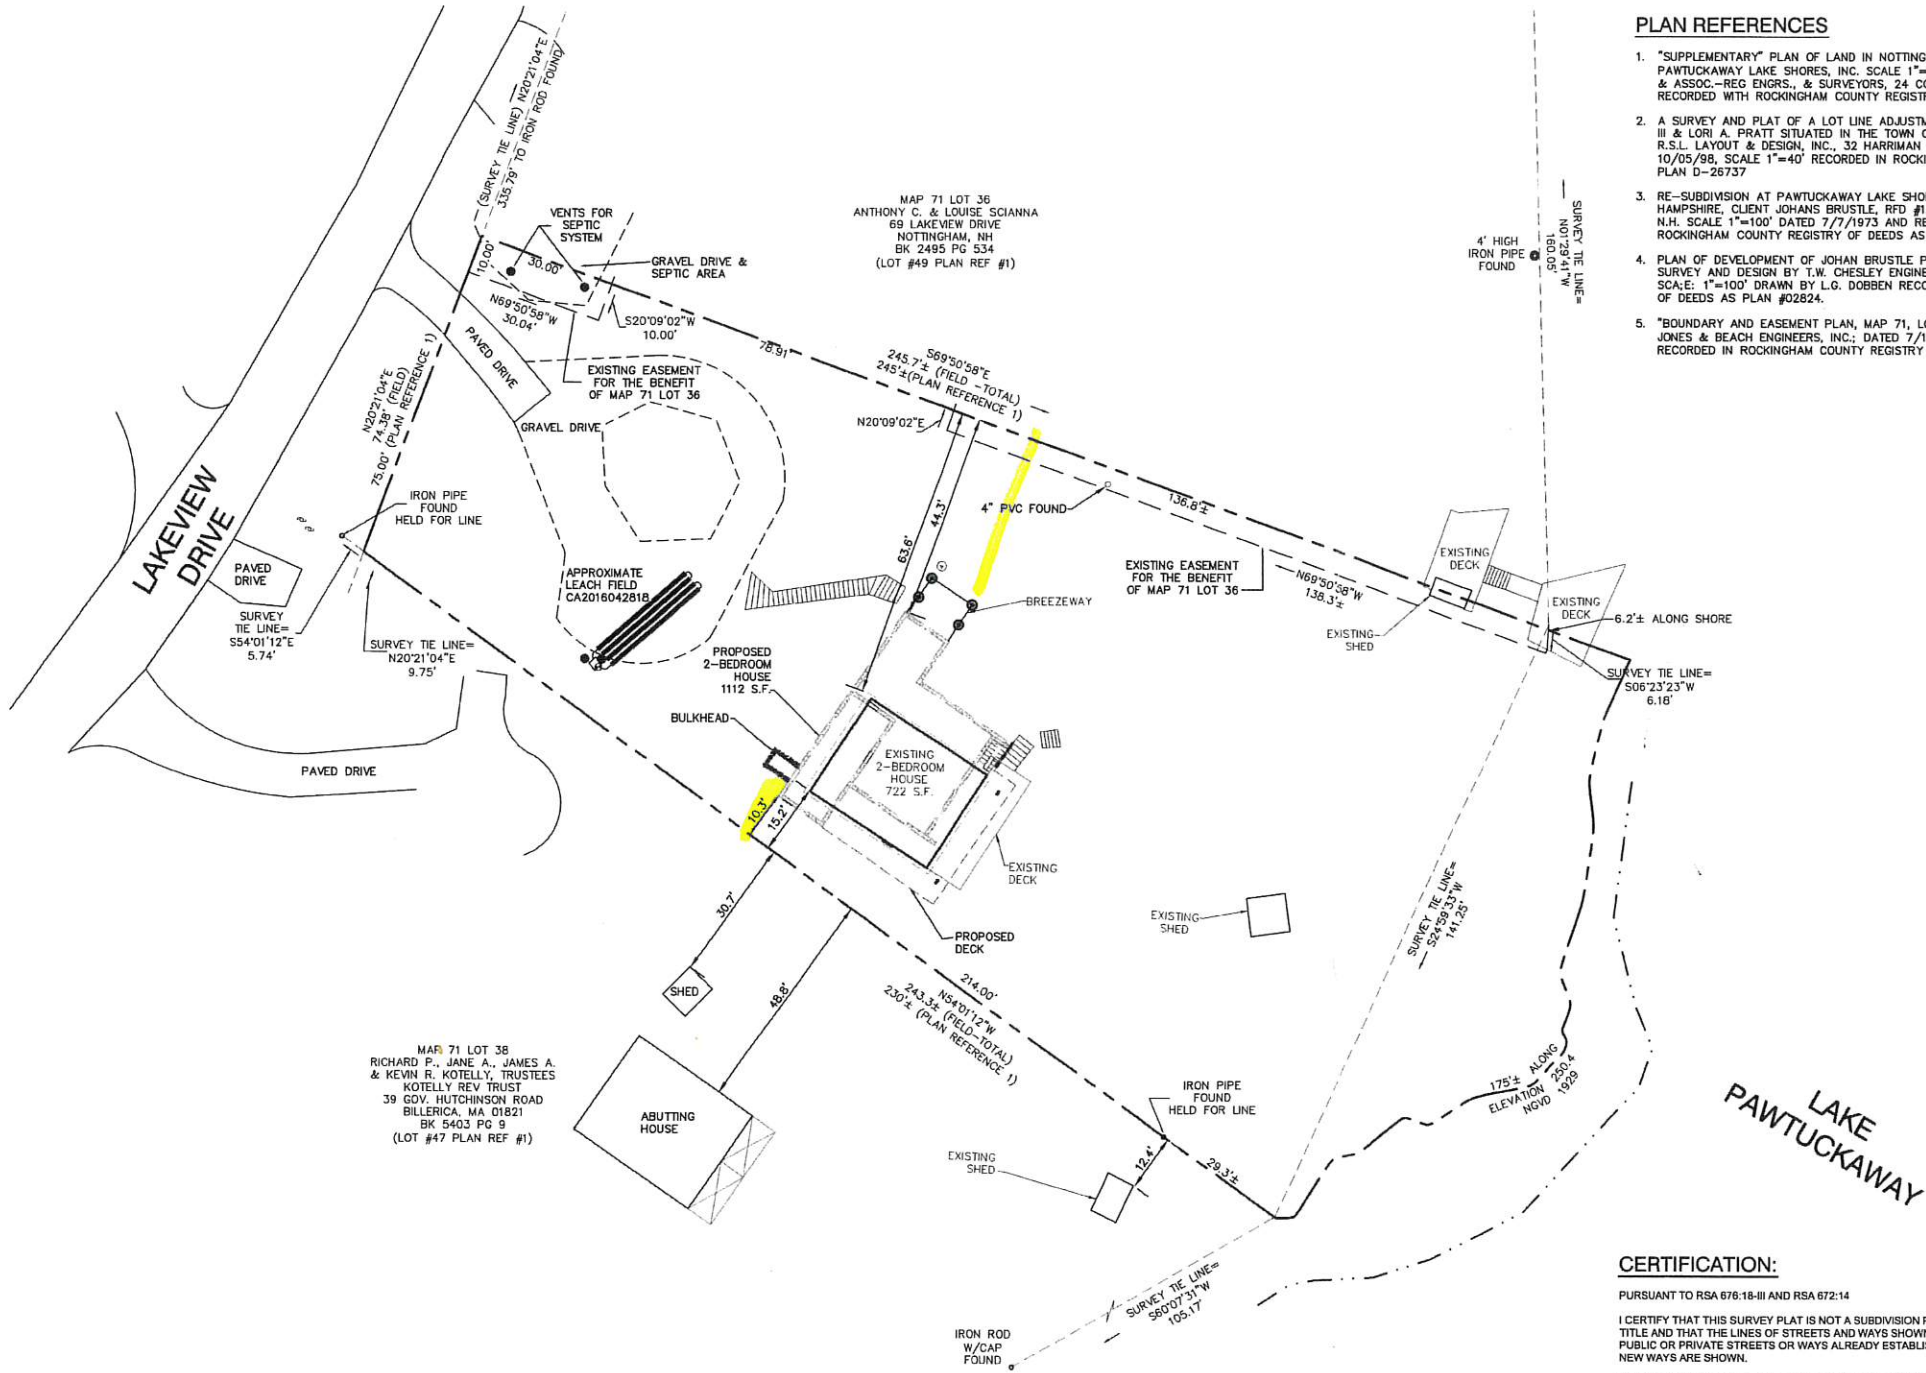 PLAN REFERENCES
1. "SUPPLEMENTARY" PLAN OF LAND IN NOTTING
PAWTUCKAWAY LAKE SHORES, INC. SCALE 1"=
& ASSOC.-REG ENGRS., & SURVEYORS, 24 CO
RECORDED WITH ROCKINGHAM COUNTY REGISTR
2. A SURVEY AND PLAT OF A LOT LINE ADJUSTM
III & LORI A. PRATT SITUATED IN THE TOWN O
R.S.L. LAYOUT & DESIGN, INC., 32 HARRIMAN
10/05/98, SCALE 1"=40' RECORDED IN ROCKI
PLAN D-26737
3. RE-SUBDIVISION AT PAWTUCKAWAY LAKE SHO
HAMPSHIRE, CLIENT JOHANS BRUSTLE, RFD #1
N.H. SCALE 1"=100' DATED 7/7/1973 AND RE
ROCKINGHAM COUNTY REGISTRY OF DEEDS AS
4. PLAN OF DEVELOPMENT OF JOHAN BRUSTLE P
SURVEY AND DESIGN BY T.W. CHESLEY ENGINE
SCA;E: 1"=100' DRAWN BY L.G. DOBBEN RECO
OF DEEDS AS PLAN #02824.
5. "BOUNDARY AND EASEMENT PLAN, MAP 71, LO
JONES & BEACH ENGINEERS, INC.; DATED 7/1
RECORDED IN ROCKINGHAM COUNTY REGISTRY
(SURVEY TIE LINE) N20°21'04"E
335.79' TO IRON ROD FOUND
VENTS FOR
SEPTIC
SYSTEM
MAP 71 LOT 36
ANTHONY C. & LOUISE SCIANNA
69 LAKEVIEW DRIVE
NOTTINGHAM, NH
BK 2495 PG 534
(LOT #49 PLAN REF #1)
4' HIGH
IRON PIPE
FOUND
SURVEY TIE LINE=
N01°29'41"W
160.05'
GRAVEL DRIVE &
SEPTIC AREA
10.00'
30.00'
N69°50'58"W
30.04'
S20°09'02"W
10.00'
78.91'
PAVED DRIVE
EXISTING EASEMENT
FOR THE BENEFIT
OF MAP 71 LOT 36
S69°50'58"E
245.7'± (FIELD -TOTAL)
245'±(PLAN REFERENCE 1)
N20°09'02"E
N20°21'04"E
74.38' (FIELD)
75.00' (PLAN REFERENCE 1)
GRAVEL DRIVE
LAKEVIEW
DRIVE
IRON PIPE
FOUND
HELD FOR LINE
4" PVC FOUND
136.8'±
63.6'
44.3'
PAVED
DRIVE
SURVEY
TIE LINE=
S54°01'12"E
5.74'
SURVEY TIE LINE=
N20°21'04"E
9.75'
APPROXIMATE
LEACH FIELD
CA2016042818
EXISTING EASEMENT
FOR THE BENEFIT
OF MAP 71 LOT 36
N69°50'58"W
138.3'±
BREEZEWAY
EXISTING
DECK
EXISTING
DECK
EXISTING
SHED
6.2'± ALONG SHORE
SURVEY TIE LINE=
S06°23'23"W
6.18'
PROPOSED
2-BEDROOM
HOUSE
1112 S.F.
BULKHEAD
EXISTING
2-BEDROOM
HOUSE
722 S.F.
PAVED DRIVE
10.3'
15.2'
EXISTING
DECK
30.7'
PROPOSED
DECK
EXISTING
SHED
SURVEY TIE LINE=
S24°59'33"W
141.25'
SHED
48.8'
214.00'
N54°01'12"W
243.3± (FIELD-TOTAL)
230'± (PLAN REFERENCE 1)
MAP 71 LOT 38
RICHARD P., JANE A., JAMES A.
& KEVIN R. KOTELLY, TRUSTEES
KOTELLY REV TRUST
39 GOV. HUTCHINSON ROAD
BILLERICA, MA 01821
BK 5403 PG 9
(LOT #47 PLAN REF #1)
ABUTTING
HOUSE
IRON PIPE
FOUND
HELD FOR LINE
175'± ALONG
ELEVATION 250.4
NGVD 1929
LAKE
PAWTUCKAWAY
EXISTING
SHED
12.4'
29.3'±
SURVEY TIE LINE=
S60°07'31"W
105.17'
IRON ROD
W/CAP
FOUND
CERTIFICATION:
PURSUANT TO RSA 676:18-III AND RSA 672:14
I CERTIFY THAT THIS SURVEY PLAT IS NOT A SUBDIVISION P
TITLE AND THAT THE LINES OF STREETS AND WAYS SHOWN
PUBLIC OR PRIVATE STREETS OR WAYS ALREADY ESTABLIS
NEW WAYS ARE SHOWN.